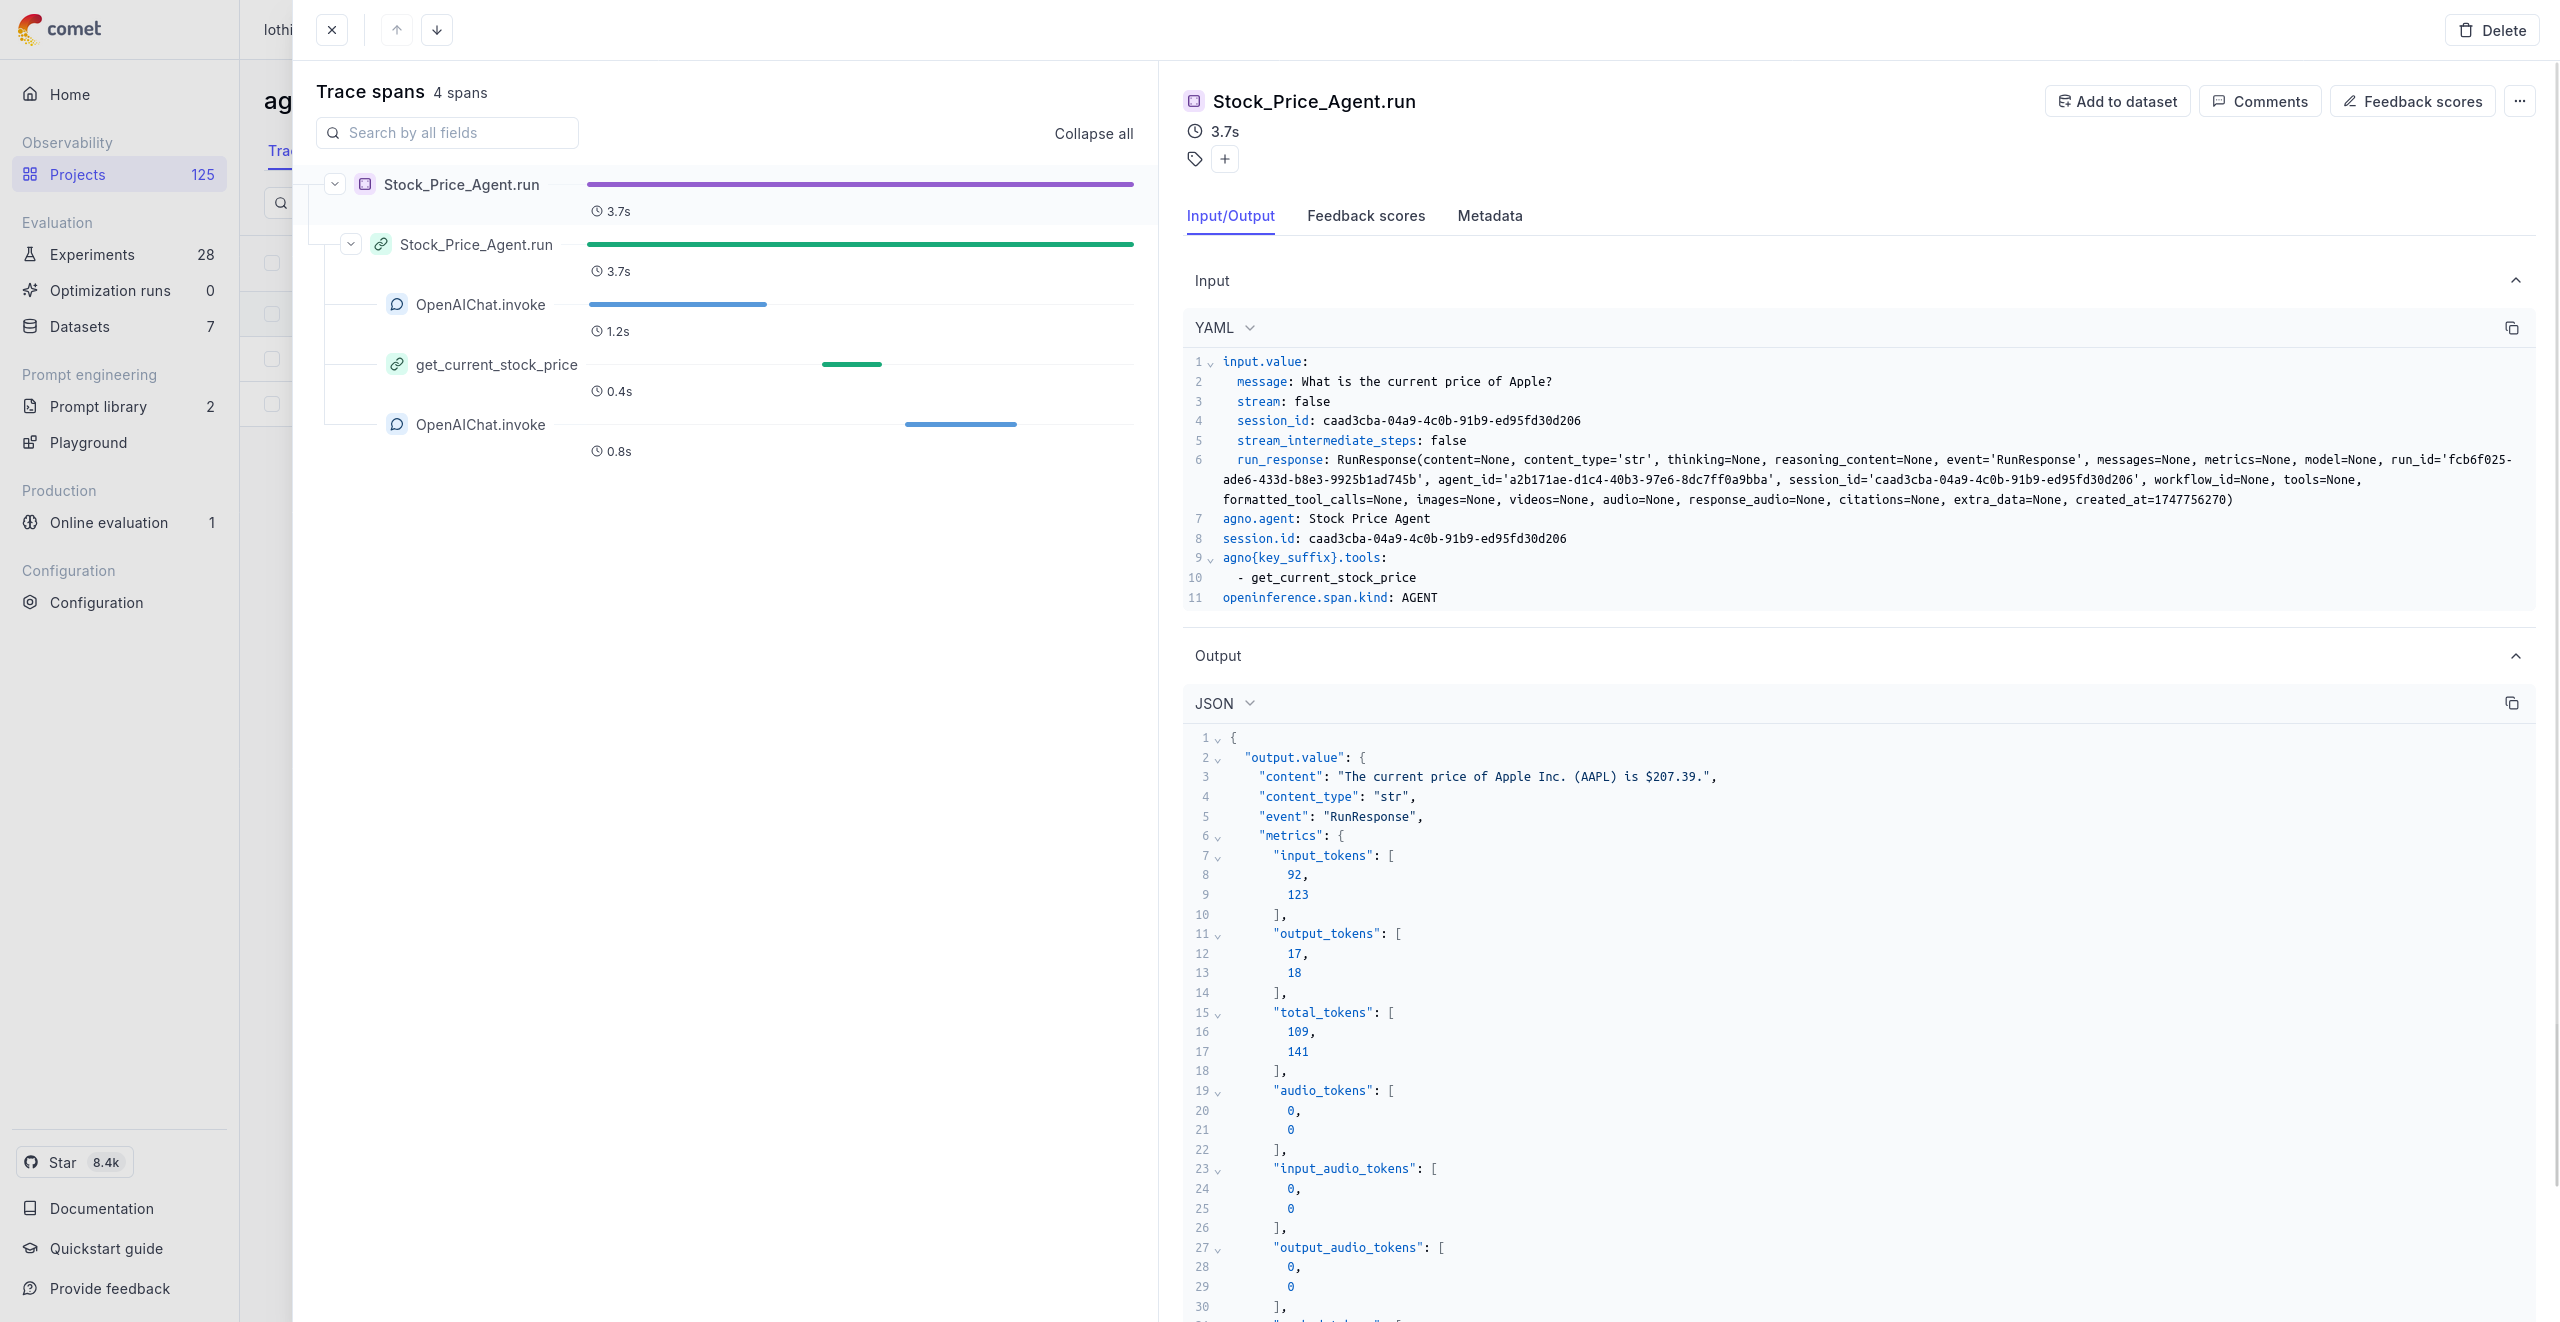 comet
Home
Observability
Projects 125
Evaluation
Experiments 28
Optimization runs 0
Datasets 7
Prompt engineering
Prompt library 2
Playground
Production
Online evaluation 1
Configuration
Configuration
Star 8.4k
Documentation
Quickstart guide
Provide feedback
Delete
Trace spans 4 spans
Search by all fields
Collapse all
Stock_Price_Agent.run
3.7s
Stock_Price_Agent.run
3.7s
OpenAIChat.invoke
1.2s
get_current_stock_price
0.4s
OpenAIChat.invoke
0.8s
Stock_Price_Agent.run
Add to dataset Comments Feedback scores
3.7s
Input/Output Feedback scores Metadata
Input
YAML
1 input.value:
2 message: What is the current price of Apple?
3 stream: false
4 session_id: caad3cba-04a9-4c0b-91b9-ed95fd30d206
5 stream_intermediate_steps: false
6 run_response: RunResponse(content=None, content_type='str', thinking=None, reasoning_content=None, event='RunResponse', messages=None, metrics=None, model=None, run_id='fcb6f025-
ade6-433d-b8e3-9925b1ad745b', agent_id='a2b171ae-d1c4-40b3-97e6-8dc7ff0a9bba', session_id='caad3cba-04a9-4c0b-91b9-ed95fd30d206', workflow_id=None, tools=None,
formatted_tool_calls=None, images=None, videos=None, audio=None, response_audio=None, citations=None, extra_data=None, created_at=1747756270)
7 agno.agent: Stock Price Agent
8 session.id: caad3cba-04a9-4c0b-91b9-ed95fd30d206
9 agno{key_suffix}.tools:
10 - get_current_stock_price
11 openinference.span.kind: AGENT
Output
JSON
1 {
2 "output.value": {
3 "content": "The current price of Apple Inc. (AAPL) is $207.39.",
4 "content_type": "str",
5 "event": "RunResponse",
6 "metrics": {
7 "input_tokens": [
8 92,
9 123
10 ],
11 "output_tokens": [
12 17,
13 18
14 ],
15 "total_tokens": [
16 109,
17 141
18 ],
19 "audio_tokens": [
20 0,
21 0
22 ],
23 "input_audio_tokens": [
24 0,
25 0
26 ],
27 "output_audio_tokens": [
28 0,
29 0
30 ],